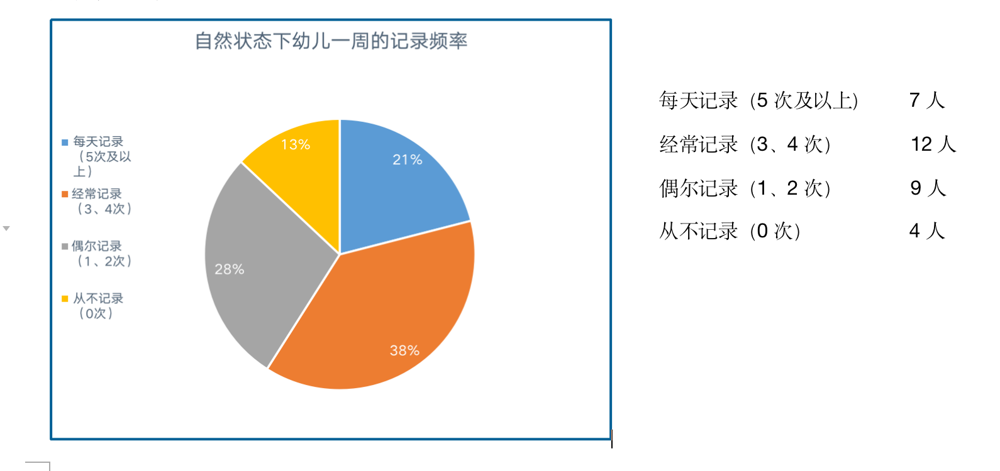 自然状态下幼儿一周的记录频率
每天记录
（5次及以
上）
经常记录
（3、4次）
偶尔记录
（1、2次）
从不记录
（0次）
13%
21%
28%
38%
每天记录（5 次及以上） 7 人
经常记录（3、4 次） 12 人
偶尔记录（1、2 次） 9 人
从不记录（0 次） 4 人